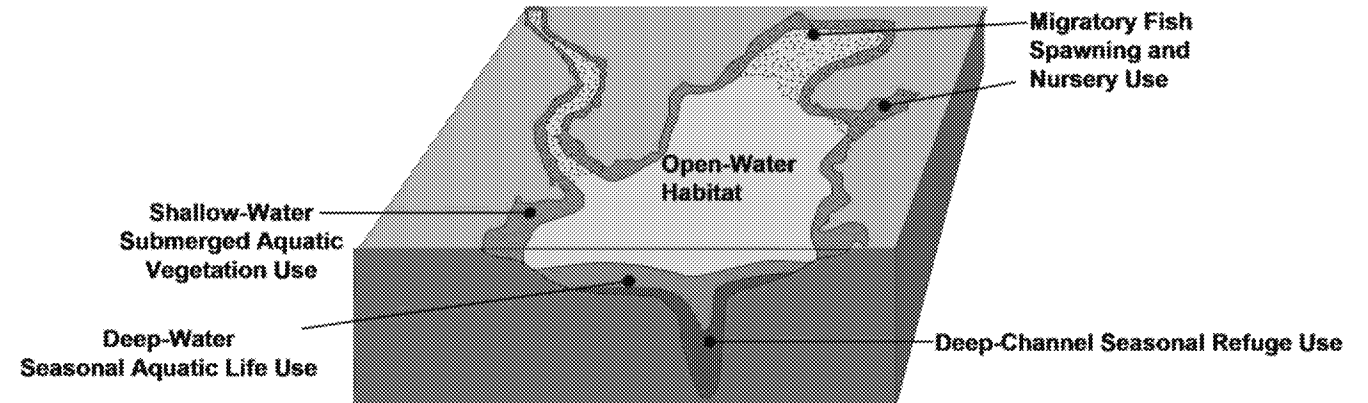 Migratory Fish
Spawning and
Nursery Use
Open-Water
Habitat
Shallow-Water
Submerged Aquatic
Vegetation Use
Deep-Water
Seasonal Aquatic Life Use
Deep-Channel Seasonal Refuge Use